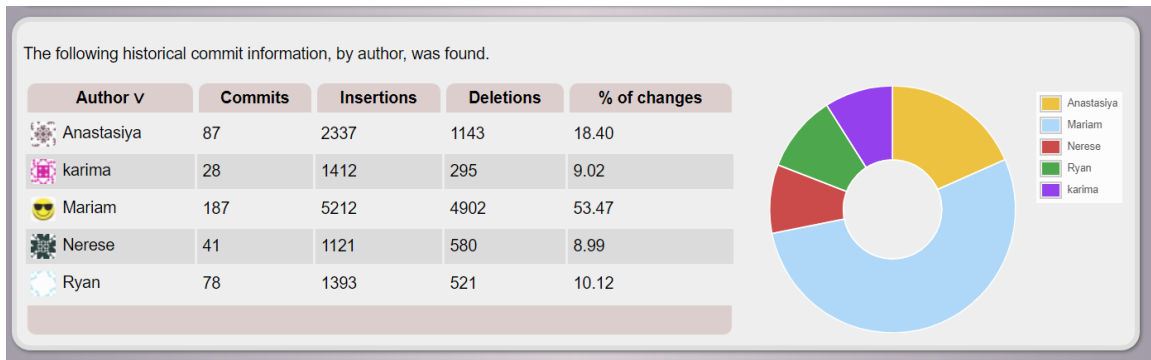 The following historical commit information, by author, was found.
Author ∨ Commits Insertions Deletions % of changes
Anastasiya 87 2337 1143 18.40
karima 28 1412 295 9.02
Mariam 187 5212 4902 53.47
Nerese 41 1121 580 8.99
Ryan 78 1393 521 10.12
Anastasiya
Mariam
Nerese
Ryan
karima